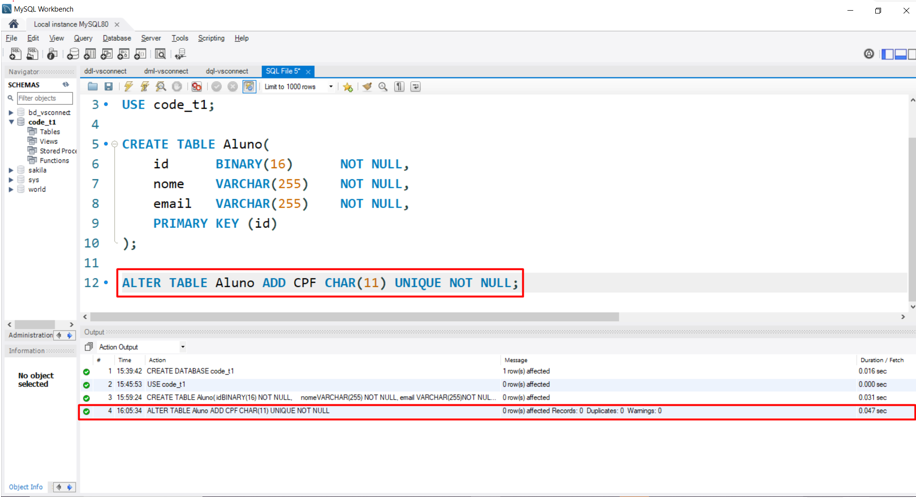 MySQL Workbench
Local instance MySQL80
File Edit View Query Database Server Tools Scripting Help
Navigator
SCHEMAS
Filter objects
bd_vsconnect
code_t1
Tables
Views
Stored Proce
Functions
sakila
sys
world
Administration
Information
No object
selected
Object Info
ddl-vsconnect dml-vsconnect dql-vsconnect SQL File 5*
Limit to 1000 rows
3 USE code_t1;
4
5 CREATE TABLE Aluno(
6 id BINARY(16) NOT NULL,
7 nome VARCHAR(255) NOT NULL,
8 email VARCHAR(255) NOT NULL,
9 PRIMARY KEY (id)
10 );
11
12 ALTER TABLE Aluno ADD CPF CHAR(11) UNIQUE NOT NULL;
Output
Action Output
# Time Action Message Duration / Fetch
1 15:39:42 CREATE DATABASE code_t1 1 row(s) affected 0.016 sec
2 15:45:53 USE code_t1 0 row(s) affected 0.000 sec
3 15:59:24 CREATE TABLE Aluno( idBINARY(16) NOT NULL, nomeVARCHAR(255) NOT NULL, email VARCHAR(255)NOT NUL... 0 row(s) affected 0.031 sec
4 16:05:34 ALTER TABLE Aluno ADD CPF CHAR(11) UNIQUE NOT NULL 0 row(s) affected Records: 0 Duplicates: 0 Warnings: 0 0.047 sec